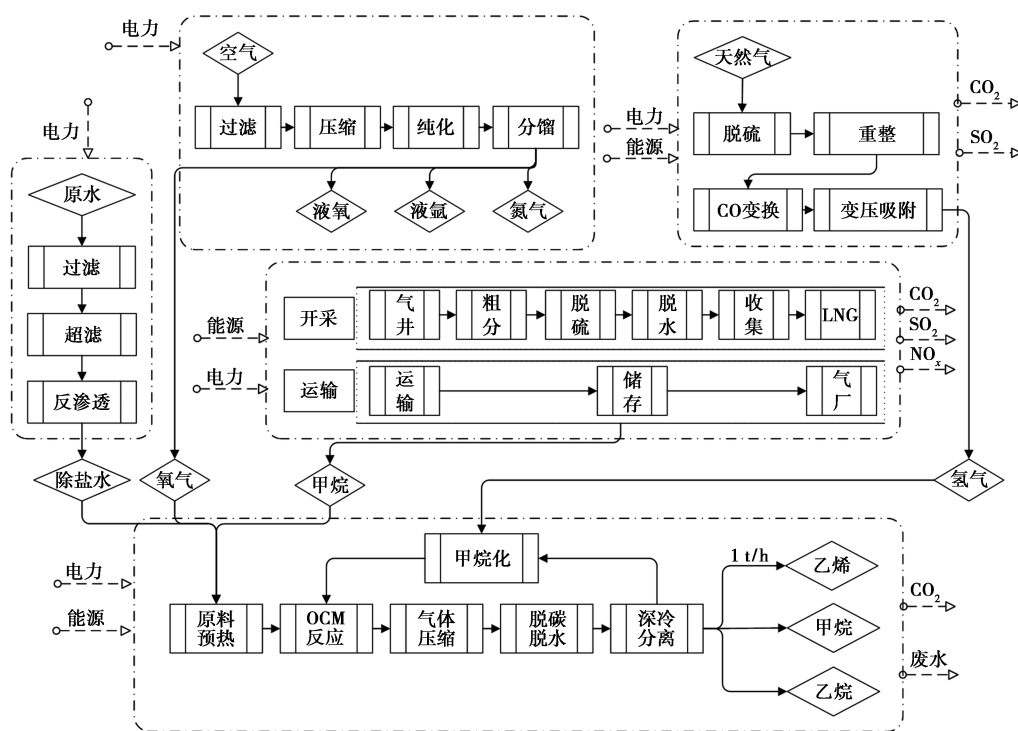 电力
空气
过滤
压缩
纯化
分馏
液氧
液氩
氮气
天然气
电力
能源
脱硫
重整
CO变换
变压吸附
CO2
SO2
电力
原水
过滤
超滤
反渗透
能源
电力
开采
气井
粗分
脱硫
脱水
收集
LNG
运输
运输
储存
气厂
CO2
SO2
NOx
除盐水
氧气
甲烷
氢气
电力
能源
甲烷化
原料
预热
OCM
反应
气体
压缩
脱碳
脱水
深冷
分离
1 t/h
乙烯
甲烷
乙烷
CO2
废水